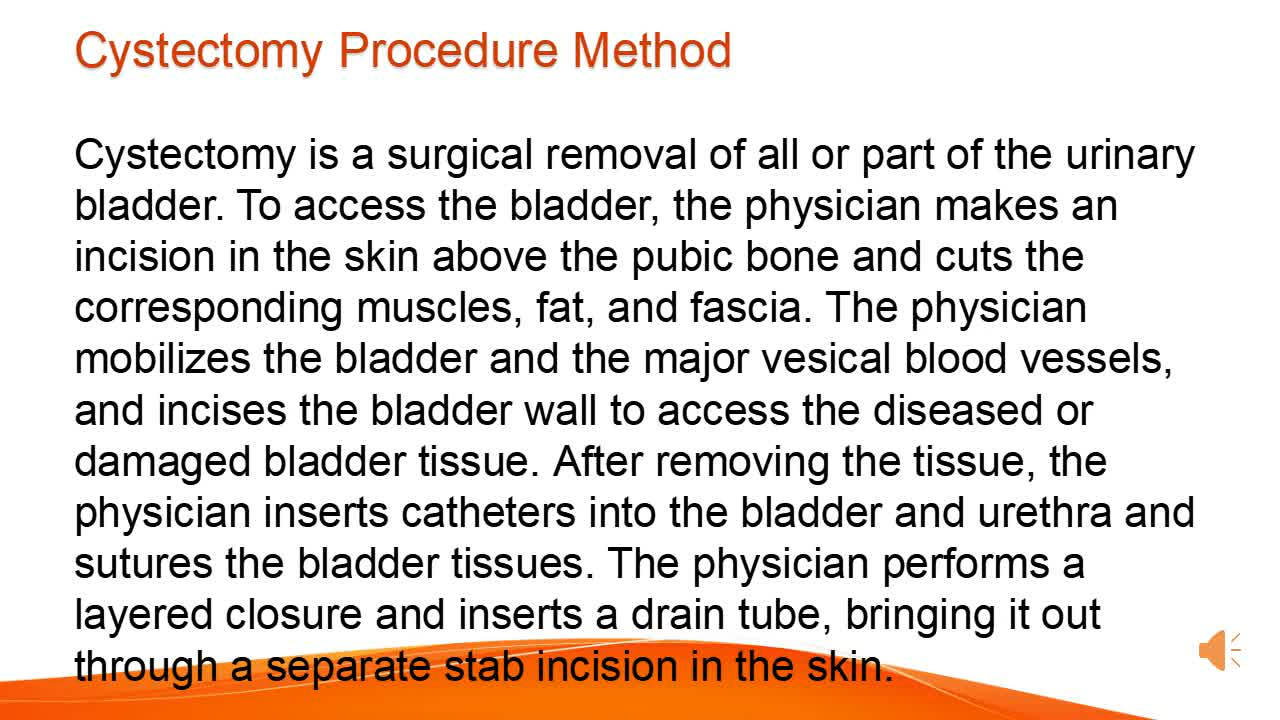 Cystectomy Procedure Method
Cystectomy is a surgical removal of all or part of the urinary
bladder. To access the bladder, the physician makes an
incision in the skin above the pubic bone and cuts the
corresponding muscles, fat, and fascia. The physician
mobilizes the bladder and the major vesical blood vessels,
and incises the bladder wall to access the diseased or
damaged bladder tissue. After removing the tissue, the
physician inserts catheters into the bladder and urethra and
sutures the bladder tissues. The physician performs a
layered closure and inserts a drain tube, bringing it out
through a separate stab incision in the skin.